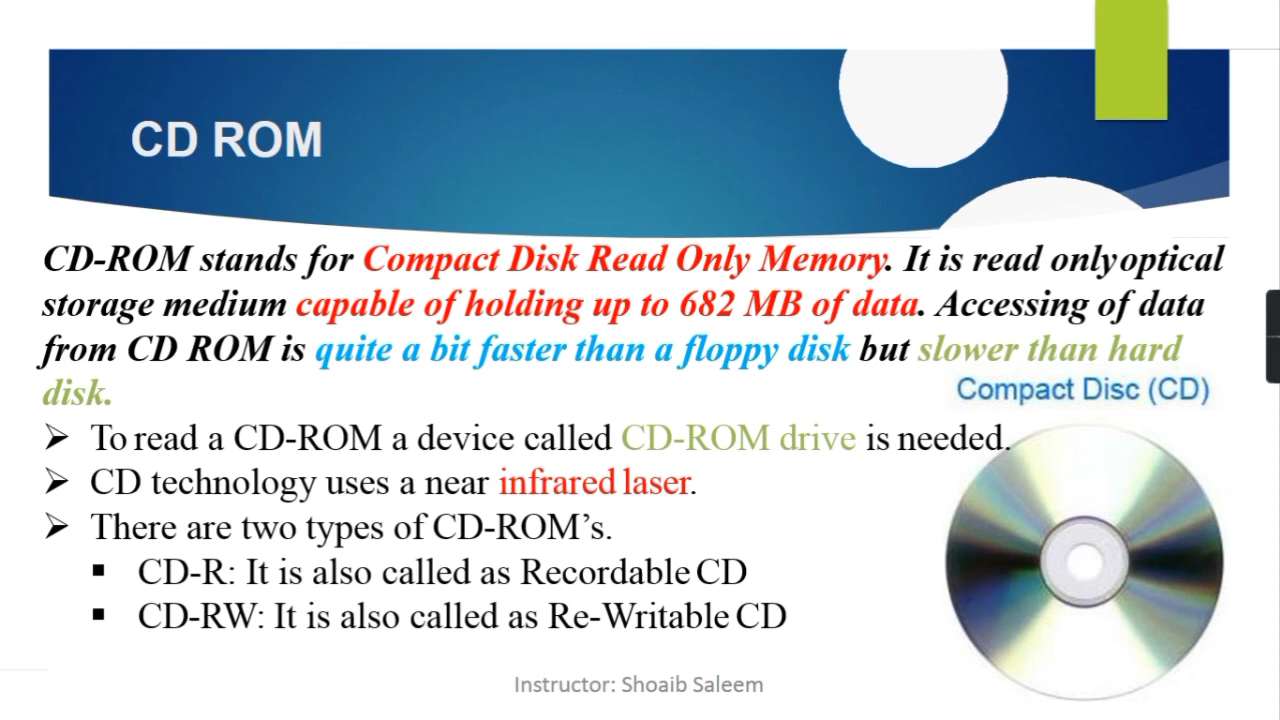 CD ROM
CD-ROM stands for Compact Disk Read Only Memory. It is read only optical
storage medium capable of holding up to 682 MB of data. Accessing of data
from CD ROM is quite a bit faster than a floppy disk but slower than hard
disk.
Compact Disc (CD)
➢ To read a CD-ROM a device called CD-ROM drive is needed.
➢ CD technology uses a near infrared laser.
➢ There are two types of CD-ROM’s.
▪ CD-R: It is also called as Recordable CD
▪ CD-RW: It is also called as Re-Writable CD
Instructor: Shoaib Saleem